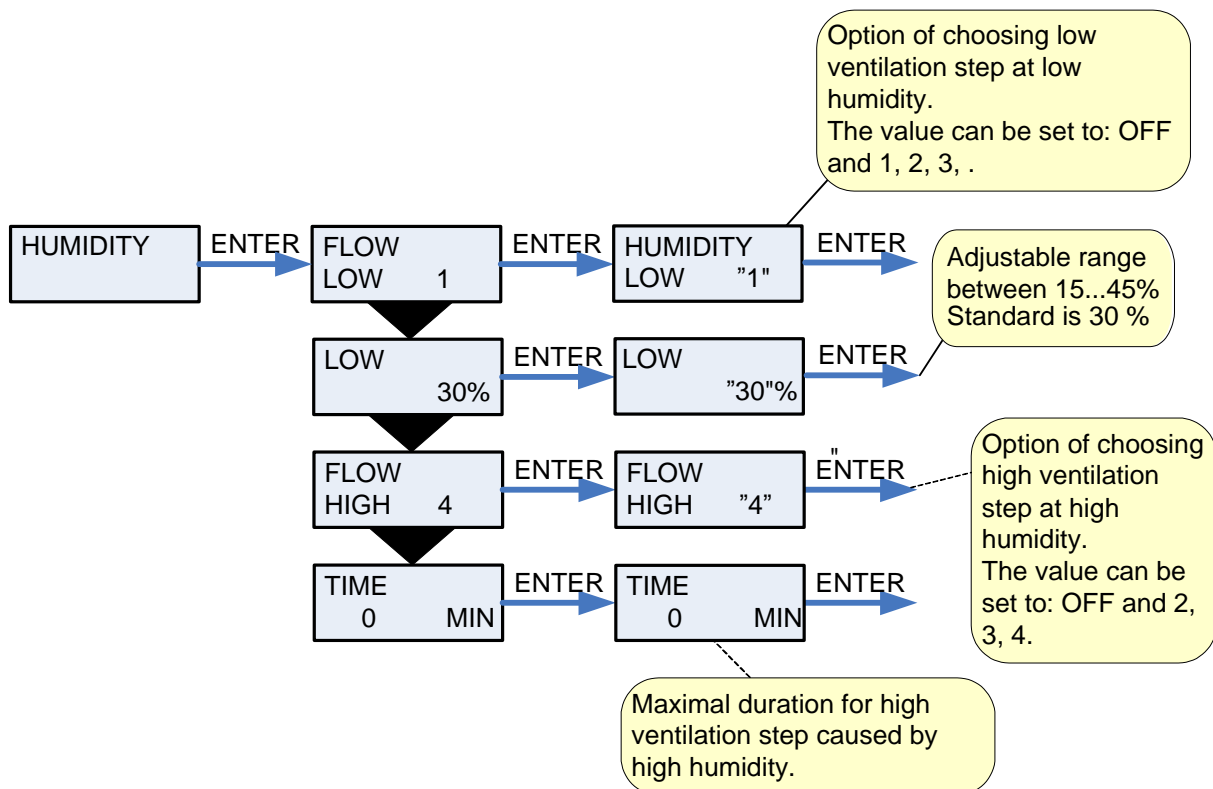 Option of choosing low
ventilation step at low
humidity.
The value can be set to: OFF
and 1, 2, 3, .
HUMIDITY
ENTER
FLOW
LOW 1
ENTER
HUMIDITY
LOW ”1"
ENTER
Adjustable range
between 15...45%
Standard is 30 %
LOW
30%
ENTER
LOW
”30"%
ENTER
FLOW
HIGH 4
ENTER
FLOW
HIGH ”4”
"
ENTER
Option of choosing
high ventilation
step at high
humidity.
The value can be
set to: OFF and 2,
3, 4.
TIME
0 MIN
ENTER
TIME
0 MIN
ENTER
Maximal duration for high
ventilation step caused by
high humidity.